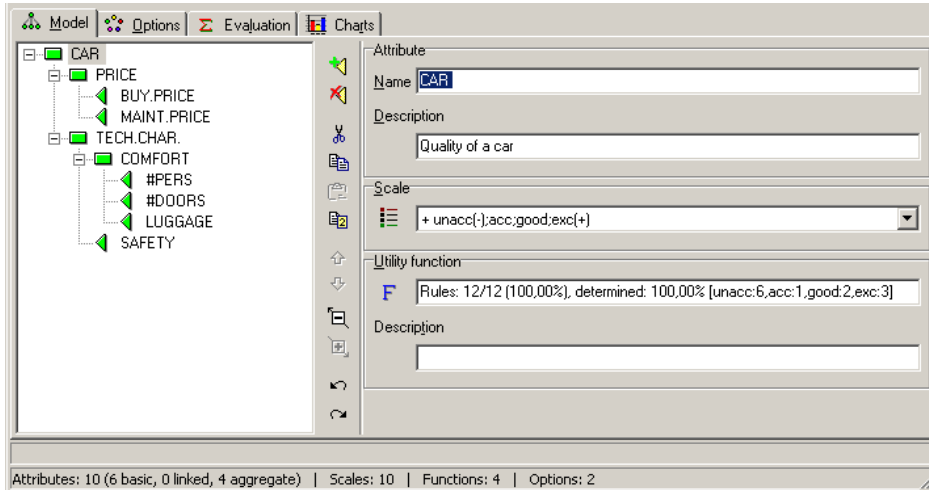 Model Options Σ Evaluation Charts
CAR
PRICE
BUY.PRICE
MAINT.PRICE
TECH.CHAR.
COMFORT
#PERS
#DOORS
LUGGAGE
SAFETY
Attribute
Name CAR
Description
Quality of a car
Scale
+ unacc(-);acc;good;exc(+)
Utility function
F Rules: 12/12 (100,00%), determined: 100,00% [unacc:6,acc:1,good:2,exc:3]
Description
Attributes: 10 (6 basic, 0 linked, 4 aggregate) | Scales: 10 | Functions: 4 | Options: 2